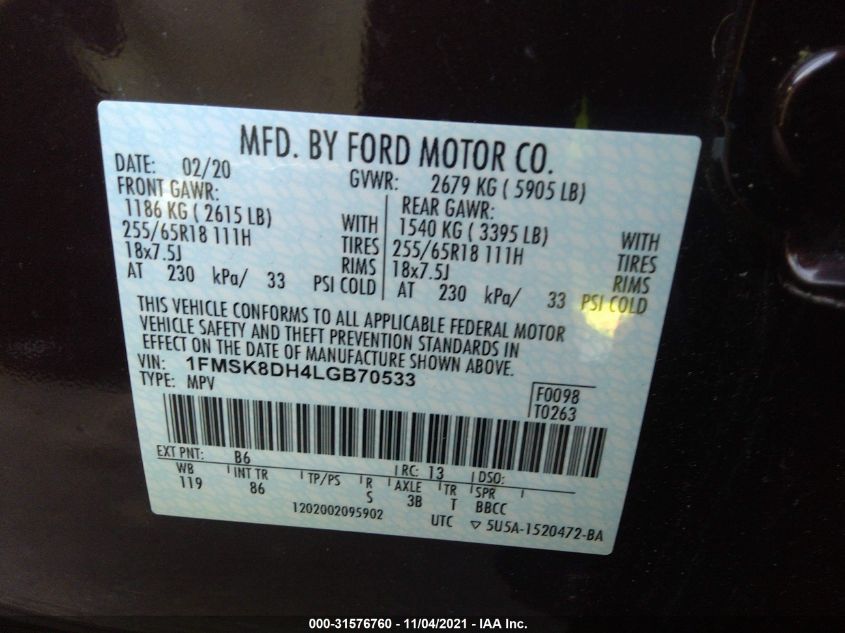 MFD. BY FORD MOTOR CO.
DATE: 02/20 GVWR: 2679 KG ( 5905 LB)
FRONT GAWR: REAR GAWR:
1186 KG ( 2615 LB) WITH 1540 KG ( 3395 LB) WITH
255/65R18 111H TIRES 255/65R18 111H TIRES
18x7.5J RIMS 18x7.5J RIMS
AT 230 kPa/ 33 PSI COLD AT 230 kPa/ 33 PSI COLD
THIS VEHICLE CONFORMS TO ALL APPLICABLE FEDERAL MOTOR
VEHICLE SAFETY AND THEFT PREVENTION STANDARDS IN
EFFECT ON THE DATE OF MANUFACTURE SHOWN ABOVE.
VIN: 1FMSK8DH4LGB70533
TYPE: MPV F0098
T0263
EXT PNT: B6 RC: 13 DSO:
WB INT TR TP/PS R AXLE TR SPR
119 86 S 3B T BBCC
1202002095902 UTC ▽ 5U5A-1520472-BA
000-31576760 - 11/04/2021 - IAA Inc.